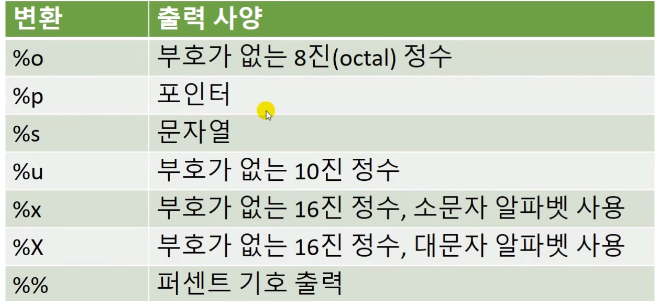 변환 출력 사양
%o 부호가 없는 8진(octal) 정수
%p 포인터
%s 문자열
%u 부호가 없는 10진 정수
%x 부호가 없는 16진 정수, 소문자 알파벳 사용
%X 부호가 없는 16진 정수, 대문자 알파벳 사용
%% 퍼센트 기호 출력